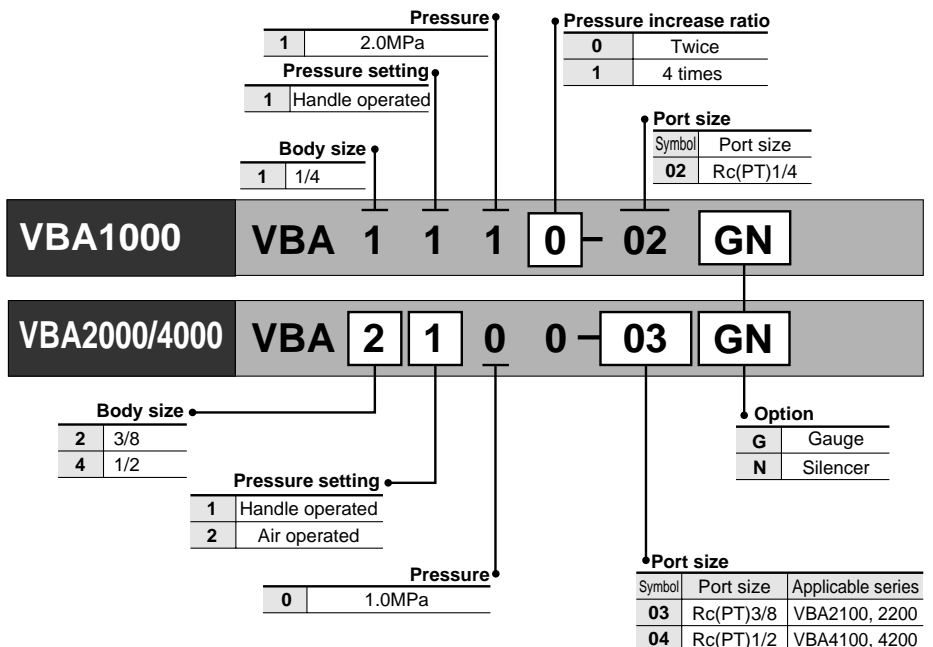 Pressure
1 2.0MPa
Pressure setting
1 Handle operated
Body size
1 1/4
Pressure increase ratio
0 Twice
1 4 times
Port size
Symbol Port size
02 Rc(PT)1/4
VBA1000 VBA 1 1 1 0 – 02 GN
VBA2000/4000 VBA 2 1 0 0 – 03 GN
Body size
2 3/8
4 1/2
Pressure setting
1 Handle operated
2 Air operated
Pressure
0 1.0MPa
Option
G Gauge
N Silencer
Port size
Symbol Port size Applicable series
03 Rc(PT)3/8 VBA2100, 2200
04 Rc(PT)1/2 VBA4100, 4200